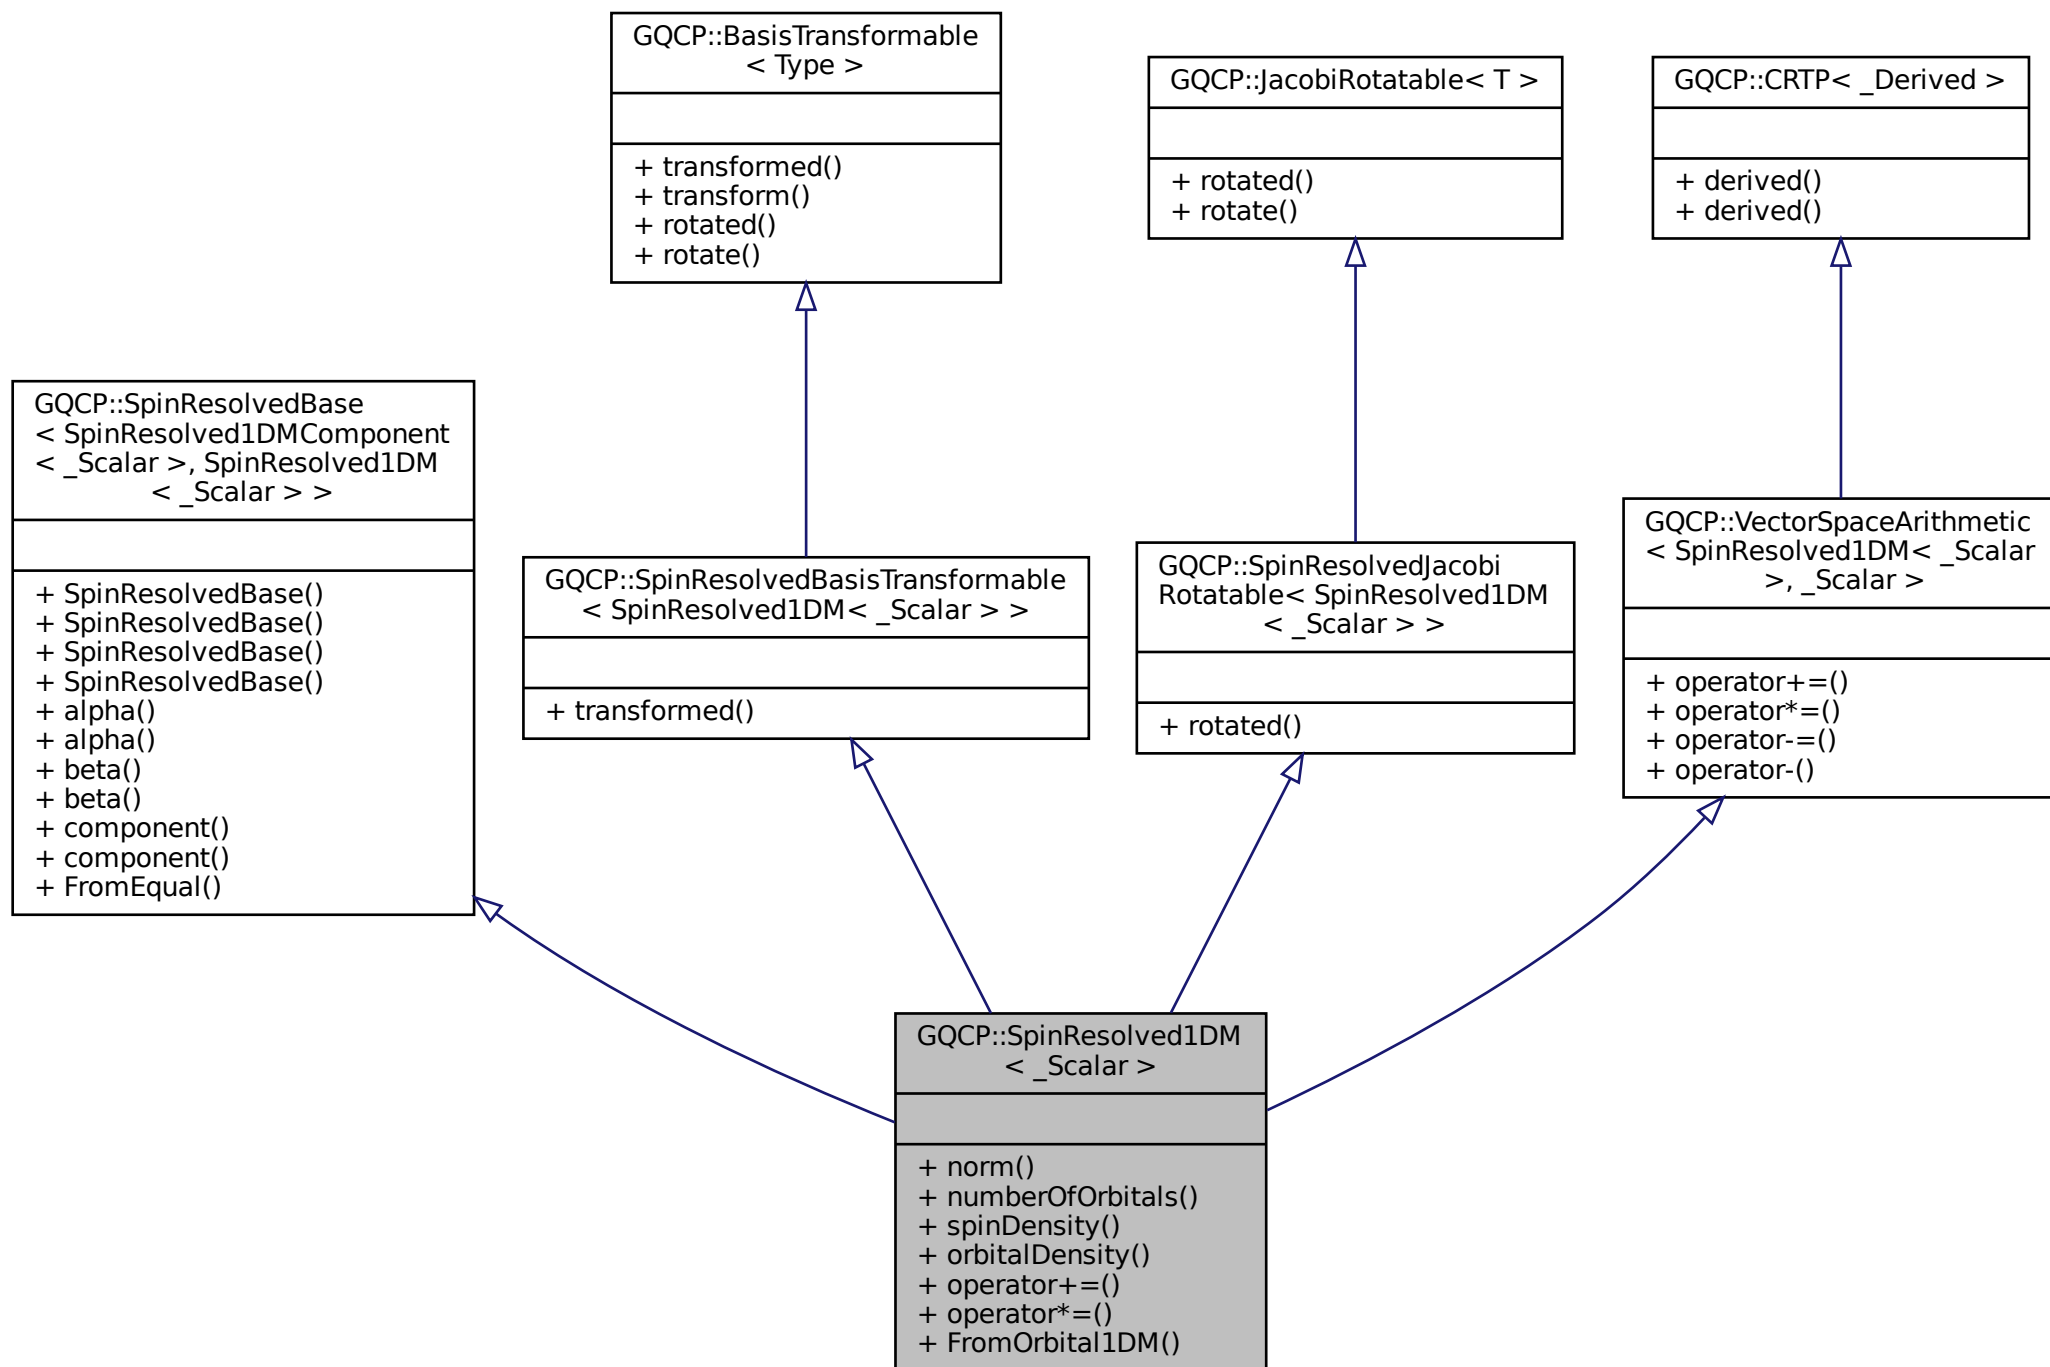 GQCP::BasisTransformable
< Type >
+ transformed()
+ transform()
+ rotated()
+ rotate()
GQCP::JacobiRotatable< T >
+ rotated()
+ rotate()
GQCP::CRTP< _Derived >
+ derived()
+ derived()
GQCP::SpinResolvedBase
< SpinResolved1DMComponent
< _Scalar >, SpinResolved1DM
< _Scalar > >
+ SpinResolvedBase()
+ SpinResolvedBase()
+ SpinResolvedBase()
+ SpinResolvedBase()
+ alpha()
+ alpha()
+ beta()
+ beta()
+ component()
+ component()
+ FromEqual()
GQCP::SpinResolvedBasisTransformable
< SpinResolved1DM< _Scalar > >
+ transformed()
GQCP::SpinResolvedJacobi
Rotatable< SpinResolved1DM
< _Scalar > >
+ rotated()
GQCP::VectorSpaceArithmetic
< SpinResolved1DM< _Scalar
>, _Scalar >
+ operator+=()
+ operator*=()
+ operator-=()
+ operator-()
GQCP::SpinResolved1DM
< _Scalar >
+ norm()
+ numberOfOrbitals()
+ spinDensity()
+ orbitalDensity()
+ operator+=()
+ operator*=()
+ FromOrbital1DM()